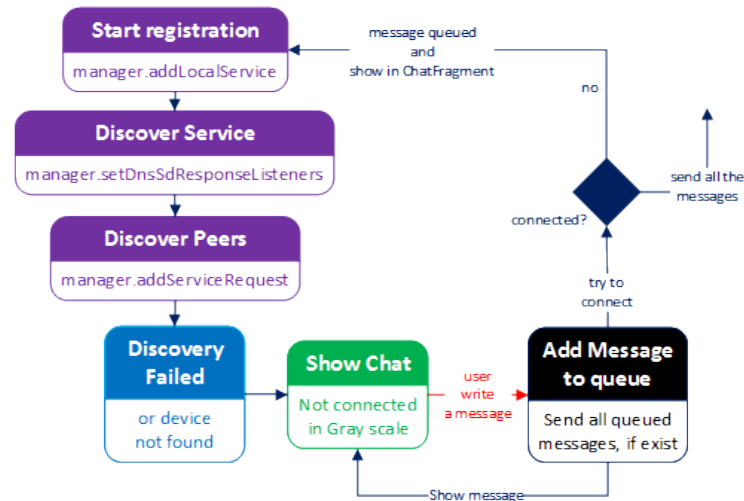 Start registration
manager.addLocalService
message queued
and
show in ChatFragment
no
Discover Service
manager.setDnsSdResponseListeners
send all the
messages
connected?
Discover Peers
manager.addServiceRequest
try to
connect
Discovery
Failed
or device
not found
Show Chat
Not connected
in Gray scale
user
write
a message
Add Message
to queue
Send all queued
messages, if exist
Show message